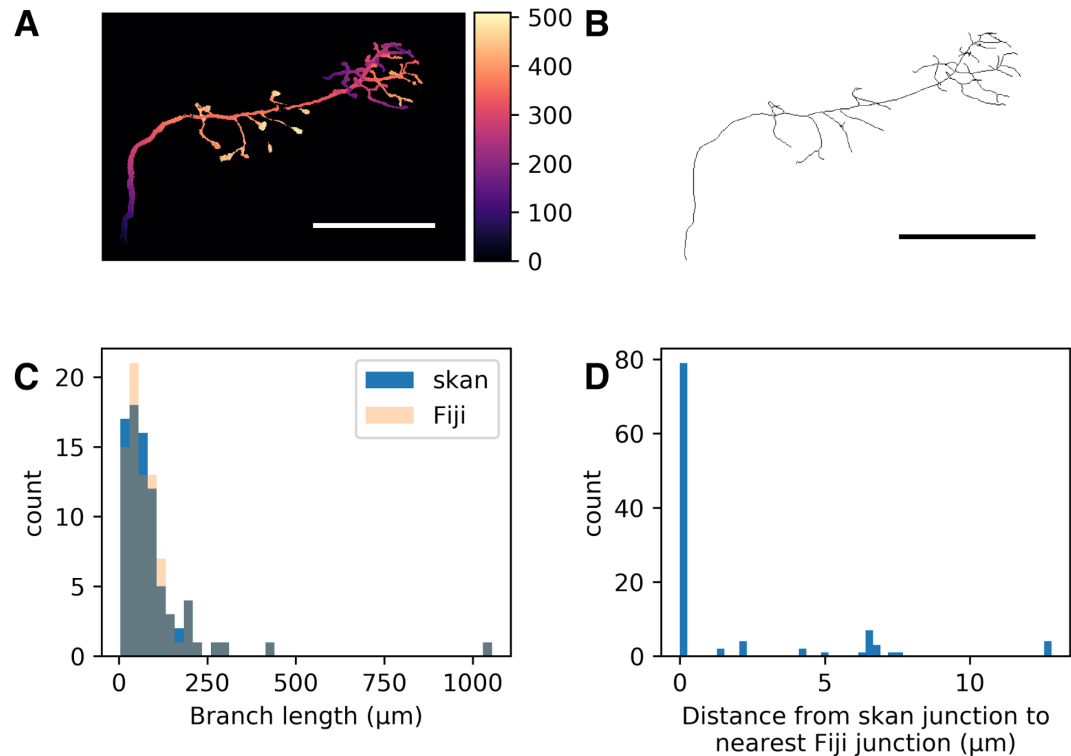 A
500
400
300
200
100
0
B
C
20
15
10
5
0
count
skan
Fiji
0 250 500 750 1000
Branch length (μm)
D
80
60
40
20
0
count
0 5 10
Distance from skan junction to
nearest Fiji junction (μm)